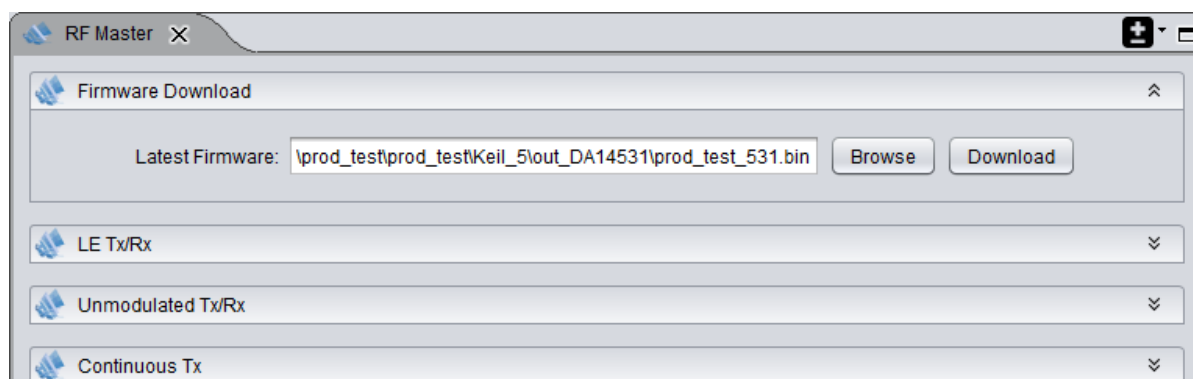 RF Master
Firmware Download
Latest Firmware: \prod_test\prod_test\Keil_5\out_DA14531\prod_test_531.bin Browse Download
LE Tx/Rx
Unmodulated Tx/Rx
Continuous Tx